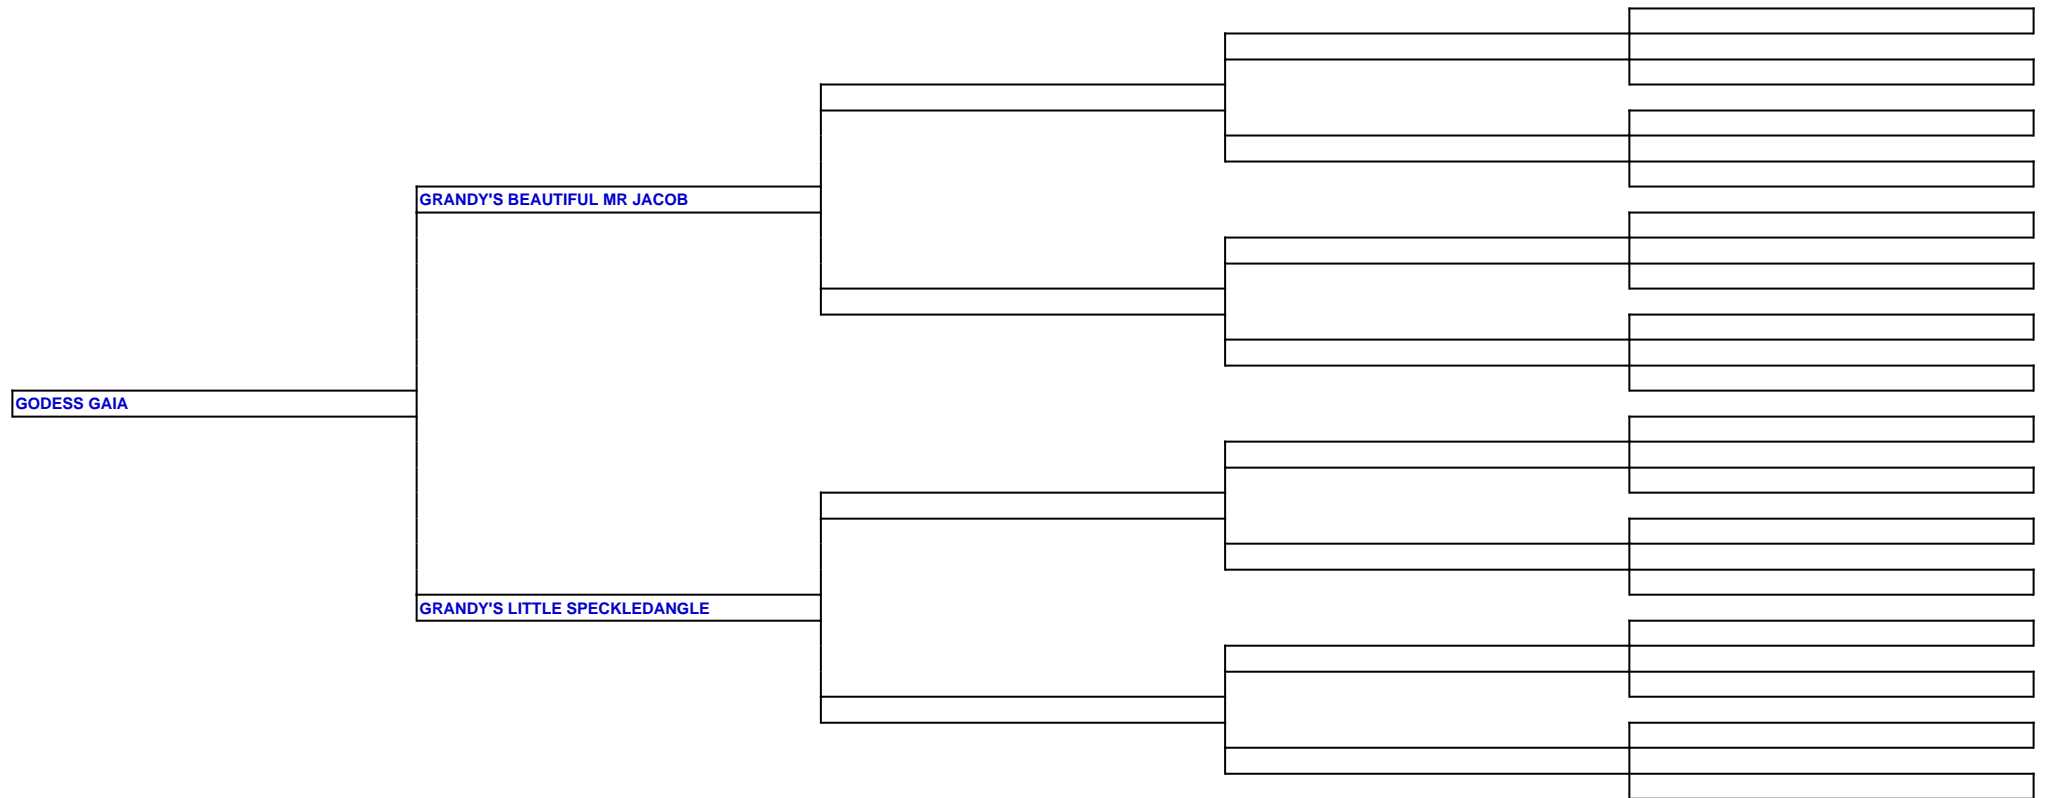 GRANDY'S BEAUTIFUL MR JACOB
GODESS GAIA
GRANDY'S LITTLE SPECKLEDANGLE